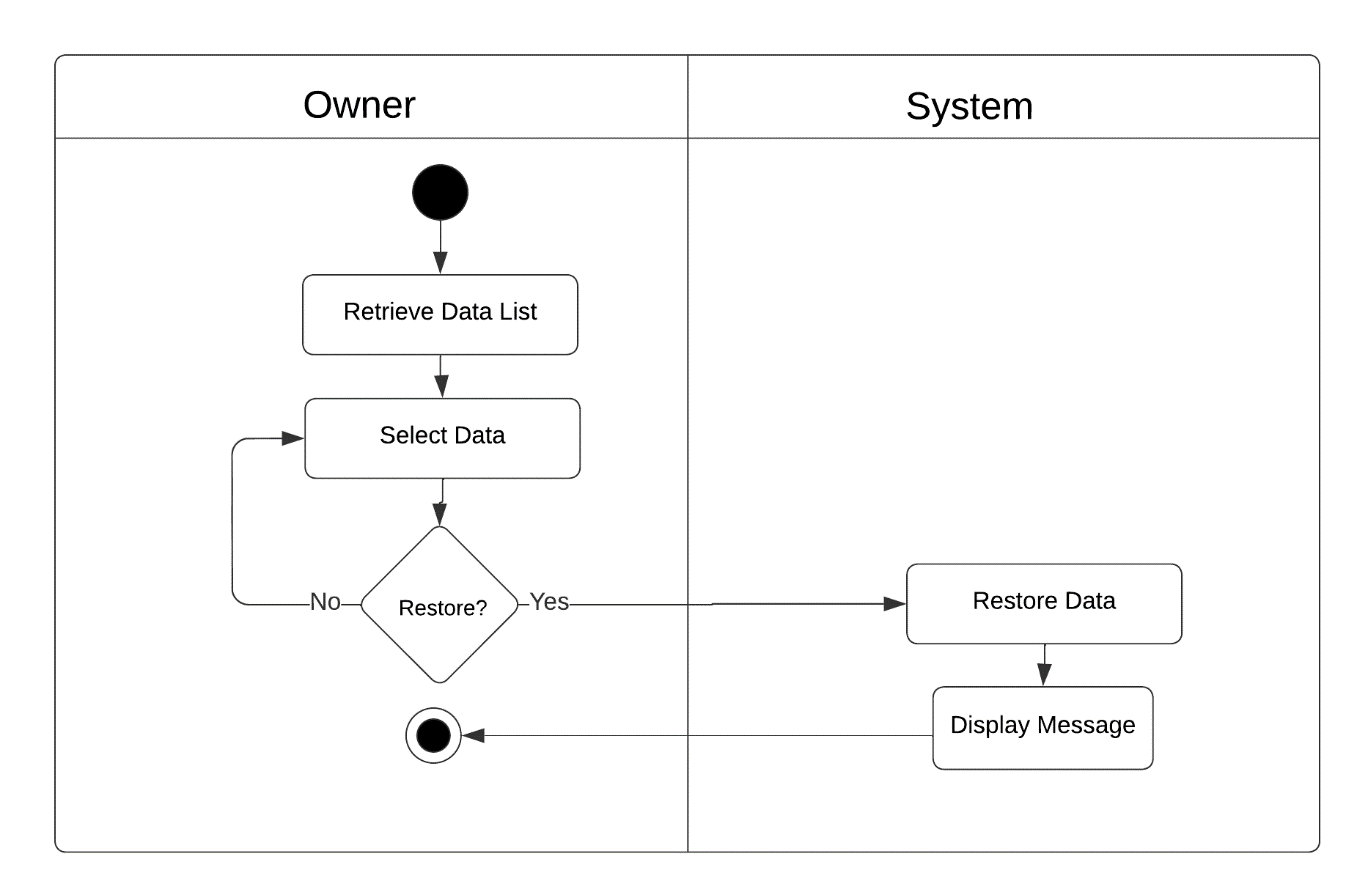 Owner
System
Retrieve Data List
Select Data
Restore?
No
Yes
Restore Data
Display Message